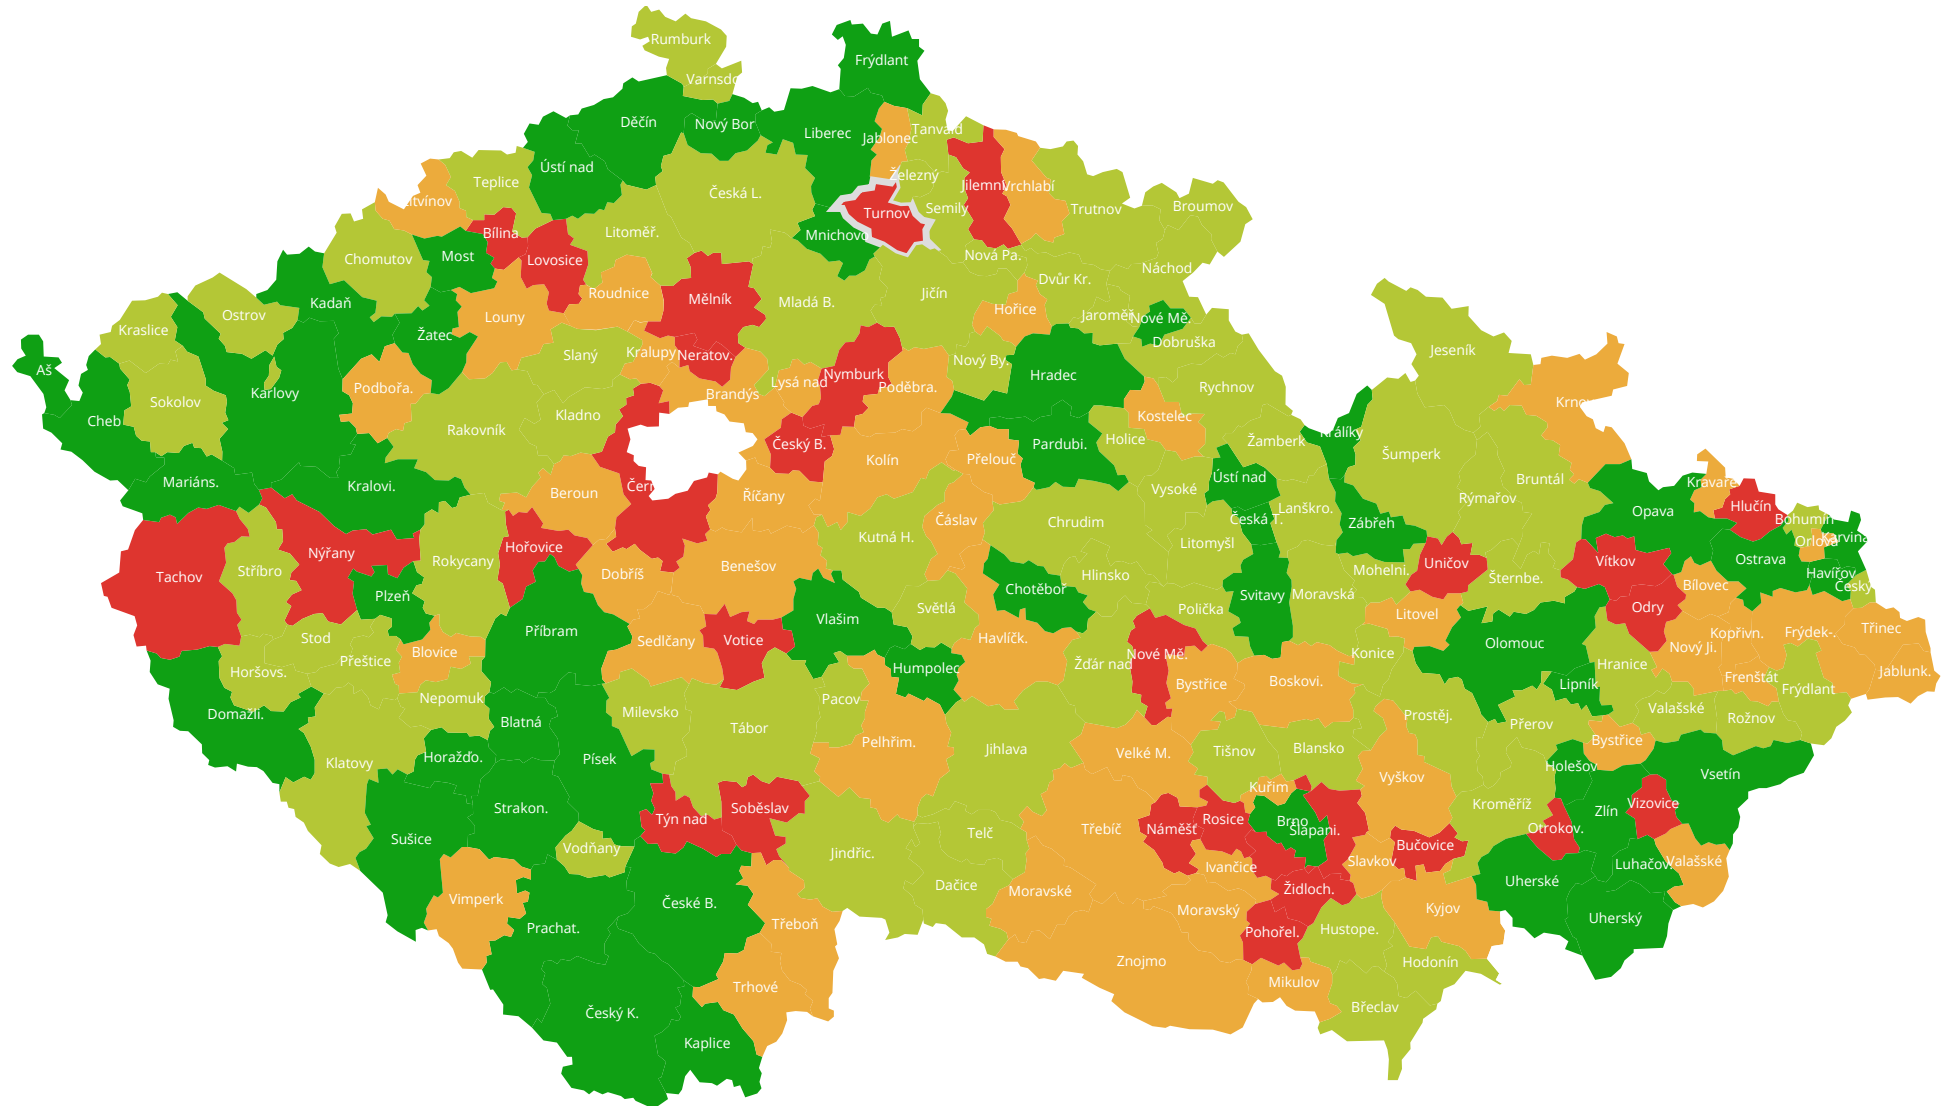 Rumburk
Frýdlant
Varnsdo
Děčín
Nový Bor
Liberec
Jablonec
Tanvald
Ústí nad
Teplice
Železný
Česká L.
Jilemni
Vrchlabí
Litvínov
Turnov
Semily
Trutnov
Broumov
Bílina
Litoměř.
Mnichovo
Chomutov
Most
Lovosice
Nová Pa.
Náchod
Dvůr Kr.
Roudnice
Mělník
Mladá B.
Jičín
Kadaň
Hořice
Ostrov
Louny
Jaroměř
Nové Mě.
Kraslice
Žatec
Dobruška
Slaný
Kralupy
Neratov.
Jeseník
Nový By.
Aš
Nymburk
Hradec
Lysá nad
Poděbra.
Podbořa.
Karlovy
Brandýs
Rychnov
Sokolov
Krnov
Kladno
Kostelec
Cheb
Rakovník
Holice
Králíky
Žamberk
Český B.
Pardubi.
Šumperk
Kolín
Přelouč
Mariáns.
Kralovi.
Ústí nad
Bruntál
Kravaře
Beroun
Čern
Říčany
Vysoké
Rýmařov
Lanškro.
Hlučín
Opava
Čáslav
Chrudim
Česká T.
Zábřeh
Bohumín
Kutná H.
Karviná
Orlová
Litomyšl
Hořovice
Nýřany
Ostrava
Rokycany
Uničov
Vítkov
Benešov
Stříbro
Dobříš
Hlinsko
Mohelni.
Havířov
Tachov
Šternbe.
Bílovec
Český
Chotěboř
Plzeň
Svitavy
Moravská
Světlá
Polička
Odry
Litovel
Vlašim
Třinec
Příbram
Frýdek-.
Kopřivn.
Stod
Havlíčk.
Sedlčany
Votice
Olomouc
Nový Ji.
Blovice
Nové Mě.
Konice
Přeštice
Žďár nad
Hranice
Humpolec
Horšovs.
Jablunk.
Frenštát
Boskovi.
Bystřice
Lipník
Frýdlant
Nepomuk
Pacov
Valašské
Milevsko
Domažli.
Prostěj.
Rožnov
Blatná
Přerov
Tábor
Bystřice
Pelhřim.
Jihlava
Blansko
Tišnov
Velké M.
Horažďo.
Písek
Klatovy
Holešov
Vsetín
Vyškov
Kuřim
Kroměříž
Vizovice
Strakon.
Soběslav
Zlín
Týn nad
Rosice
Brno
Otrokov.
Náměšť
Šlapani.
Třebíč
Telč
Sušice
Bučovice
Vodňany
Jindřic.
Slavkov
Valašské
Luhačov.
Ivančice
Uherské
Dačice
Židloch.
Moravské
Vimperk
České B.
Kyjov
Moravský
Uherský
Třeboň
Prachat.
Hustope.
Pohořel.
Znojmo
Hodonín
Mikulov
Trhové
Břeclav
Český K.
Kaplice